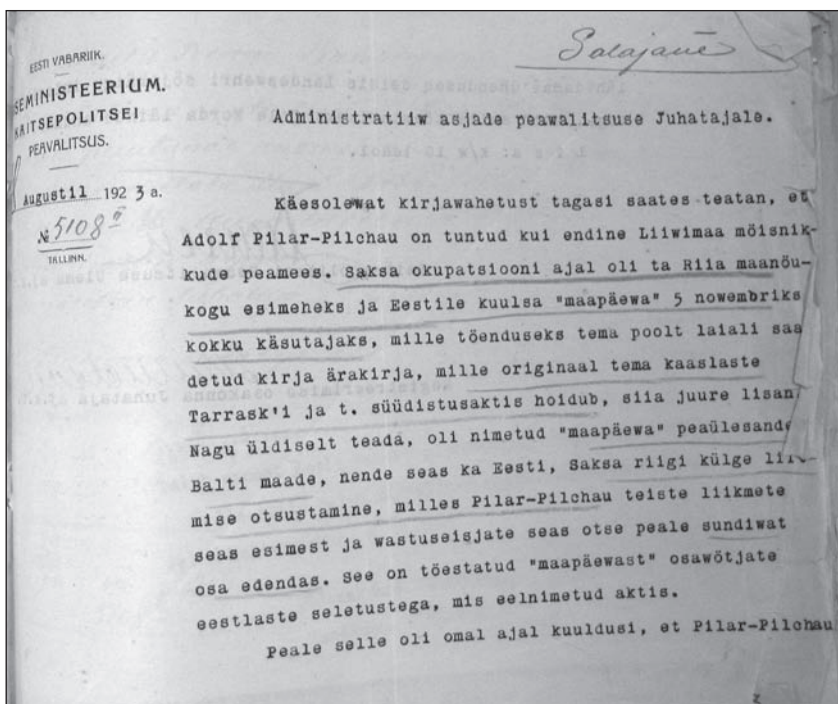 Salajane
EESTI VABARIIK.
SEMINISTEERIUM.
KAITSEPOLITSEI
PEAVALITSUS.
Augustil 1923 a.
№ 5108 II
TALLINN.
Administratiiw asjade peawalitsuse Juhatajale.
Käesolewat kirjawahetust tagasi saates teatan, et
Adolf Pilar-Pilchau on tuntud kui endine Liiwimaa mõisnik-
kude peamees. Saksa okupatsiooni ajal oli ta Riia maanõu-
kogu esimeheks ja Eestile kuulsa "maapäewa" 5 nowembriks
kokku käsutajaks, mille tõenduseks tema poolt laiali saa
detud kirja ärakirja, mille originaal tema kaaslaste
Tarrask'i ja t. süüdistusaktis hoidub, siia juure lisan
Nagu üldiselt teada, oli nimetud "maapäewa" peaülesande
Balti maade, nende seas ka Eesti, Saksa riigi külge lii-
mise otsustamine, milles Pilar-Pilchau teiste liikmete
seas esimest ja wastuseisjate seas otse peale sundiwat
osa edendas. See on tõestatud "maapäewast" osawõtjate
eestlaste seletustega, mis eelnimetud aktis.
Peale selle oli omal ajal kuuldusi, et Pilar-Pilchau